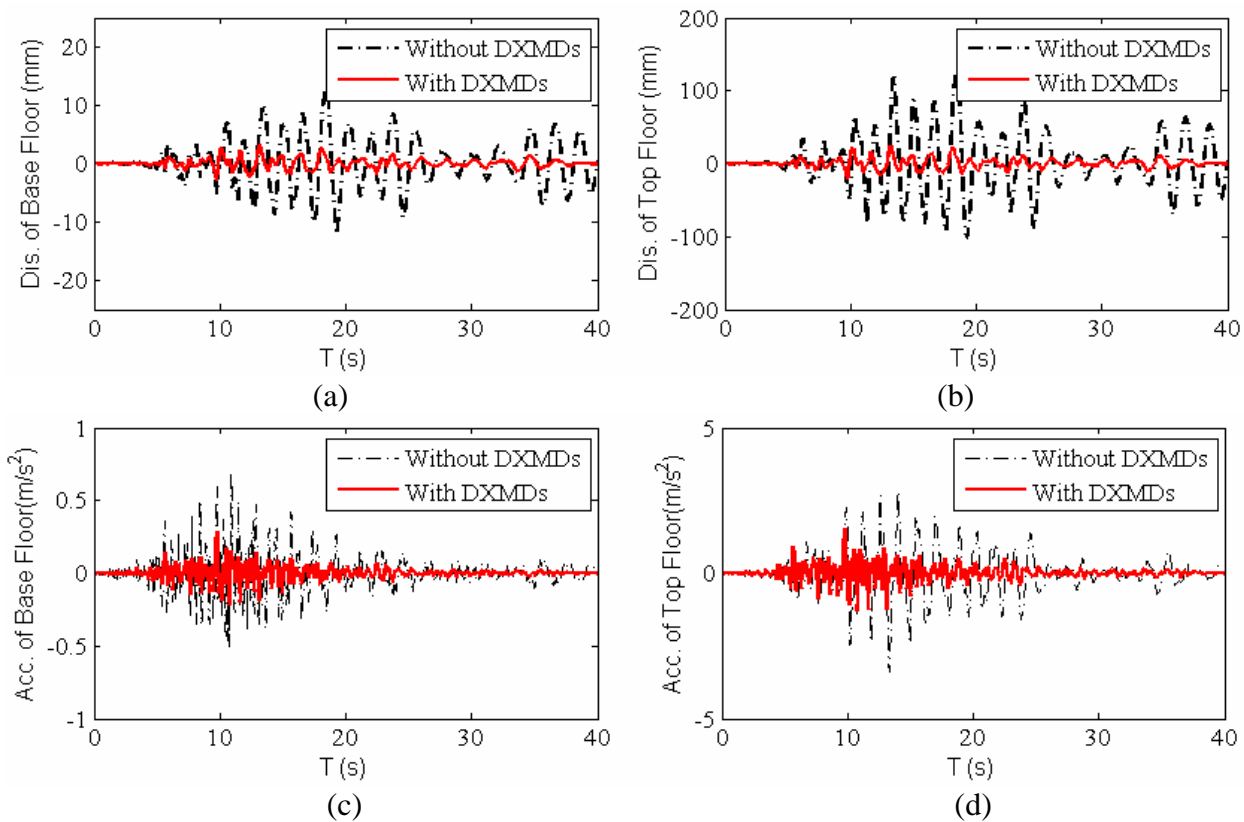 Dis. of Base Floor (mm)
20
10
0
-10
-20
Without DXMDs
With DXMDs
0 10 20 30 40
T (s)
(a)
Dis. of Top Floor (mm)
200
100
0
-100
-200
Without DXMDs
With DXMDs
0 10 20 30 40
T (s)
(b)
Acc. of Base Floor(m/s²)
1
0.5
0
-0.5
-1
Without DXMDs
With DXMDs
0 10 20 30 40
T (s)
(c)
Acc. of Top Floor(m/s²)
5
0
-5
Without DXMDs
With DXMDs
0 10 20 30 40
T (s)
(d)